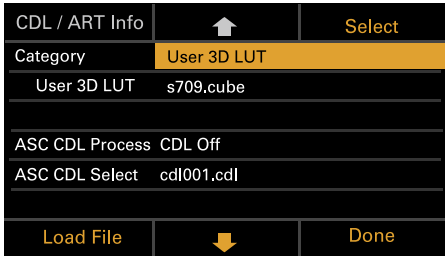 CDL / ART Info Select
Category User 3D LUT
User 3D LUT s709.cube
ASC CDL Process CDL Off
ASC CDL Select cdl001.cdl
Load File Done